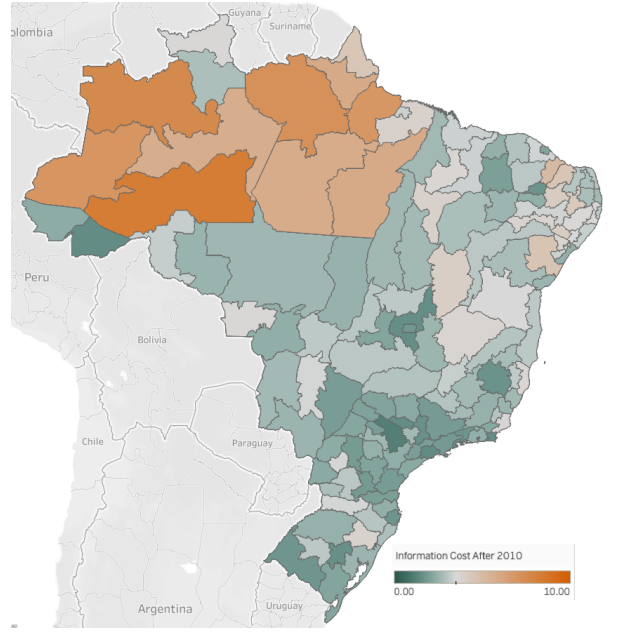 Guyana
Suriname
olombia
Peru
Bolivia
Chile
Paraguay
Information Cost After 2010
0.00 10.00
Argentina
Uruguay